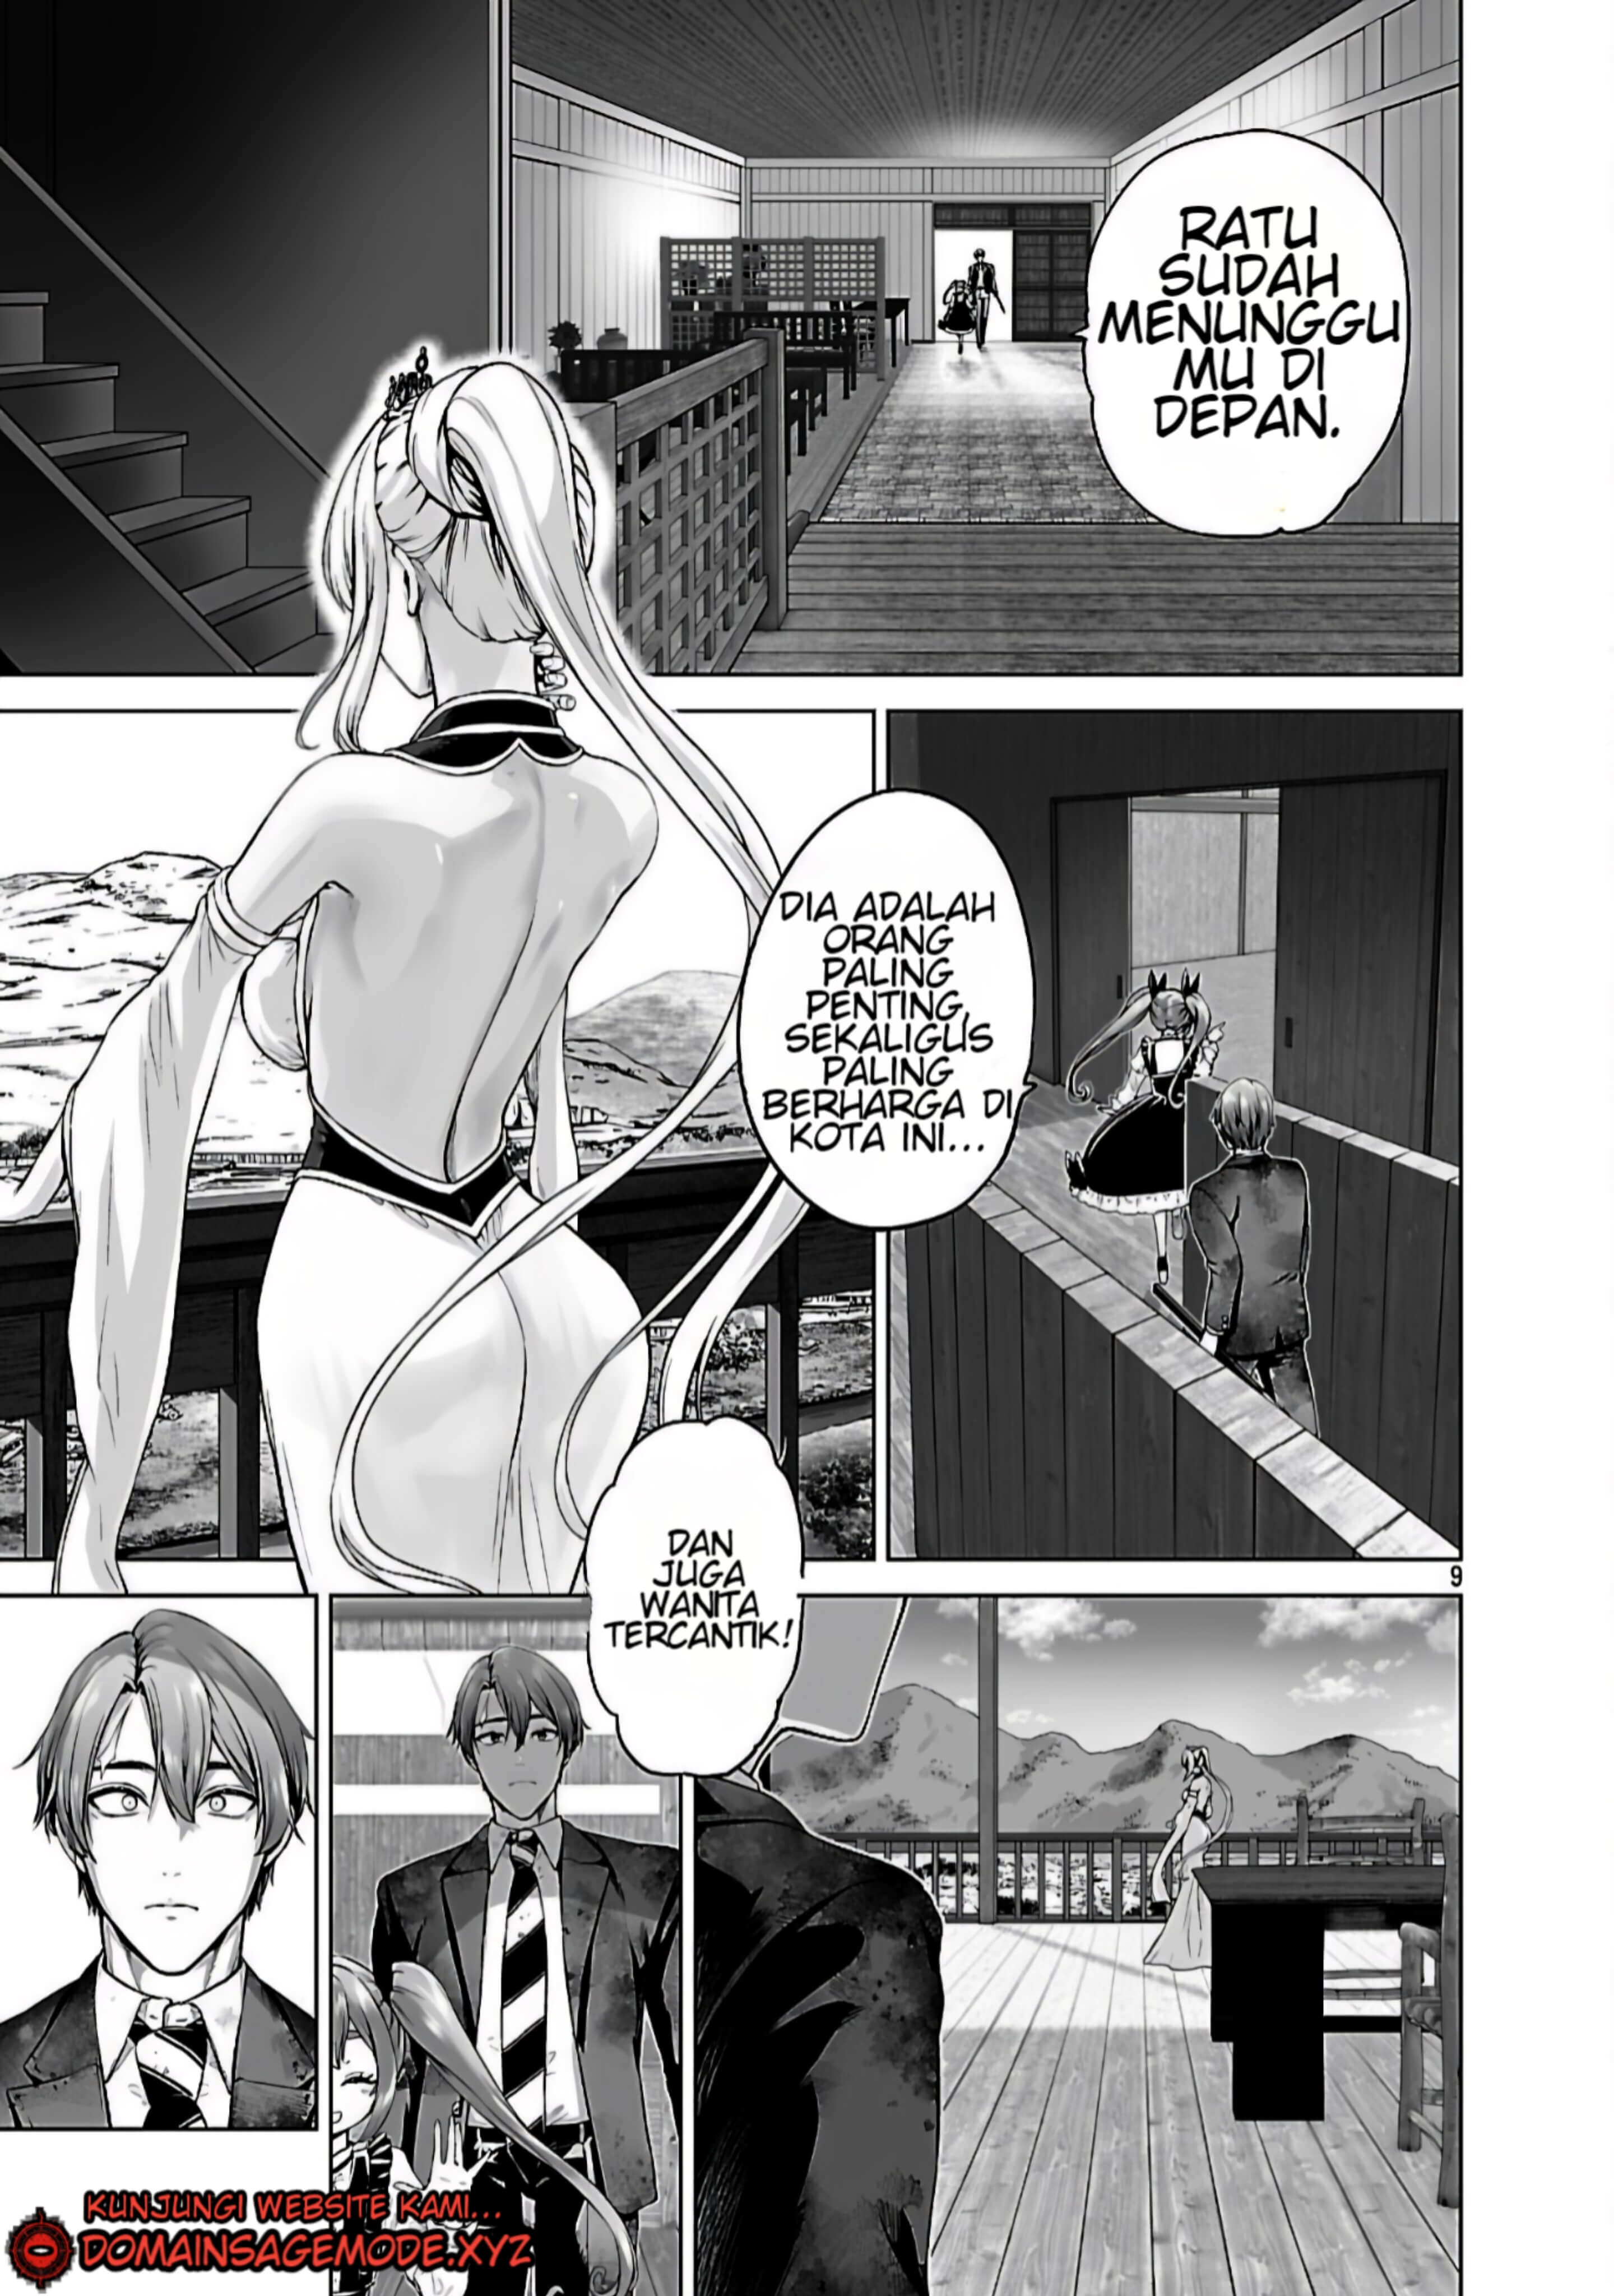 RATU
SUDAH
MENUNGGU
MU DI
DEPAN.
DIA ADALAH
ORANG
PALING
PENTING,
SEKALIGUS
PALING
BERHARGA DI
KOTA INI...
9
DAN
JUGA
WANITA
TERCANTIK!
KUNJUNGI WEBSITE KAMI...
DOMAINSAGEMODE.XYZ